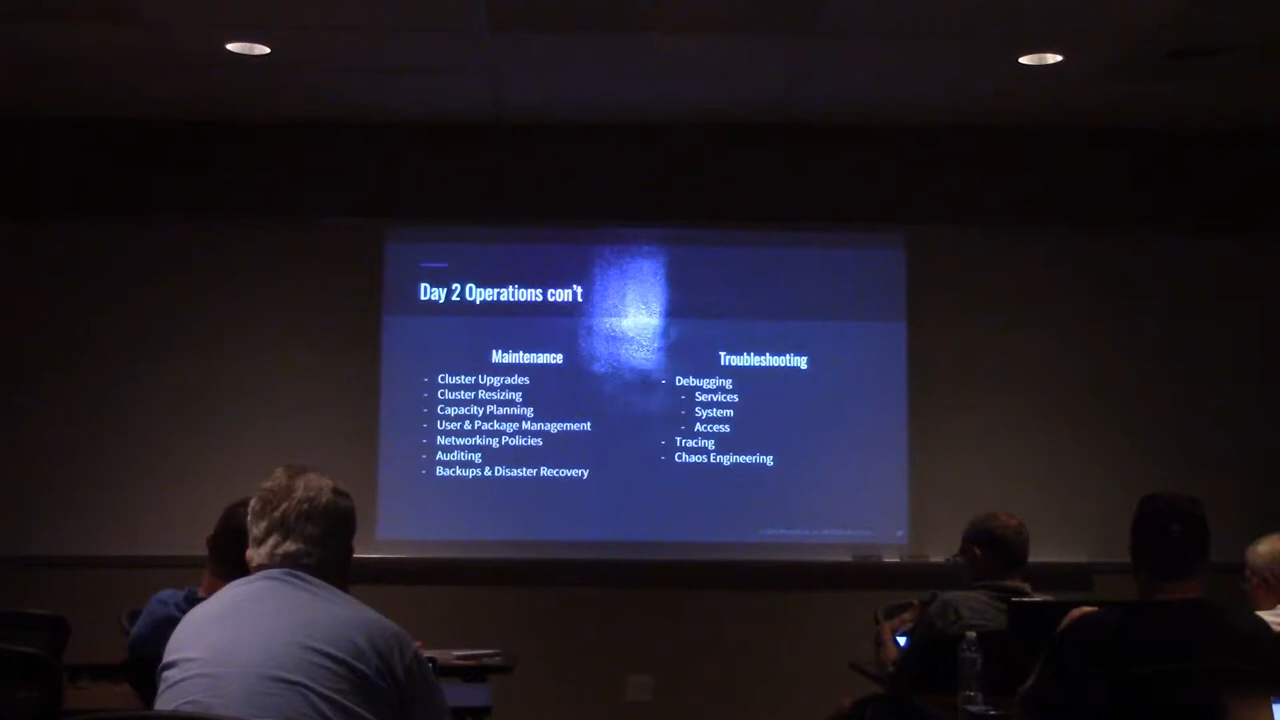 Day 2 Operations con't
Maintenance
- Cluster Upgrades
- Cluster Resizing
- Capacity Planning
- User & Package Management
- Networking Policies
- Auditing
- Backups & Disaster Recovery
Troubleshooting
- Debugging
- Services
- System
- Access
- Tracing
- Chaos Engineering